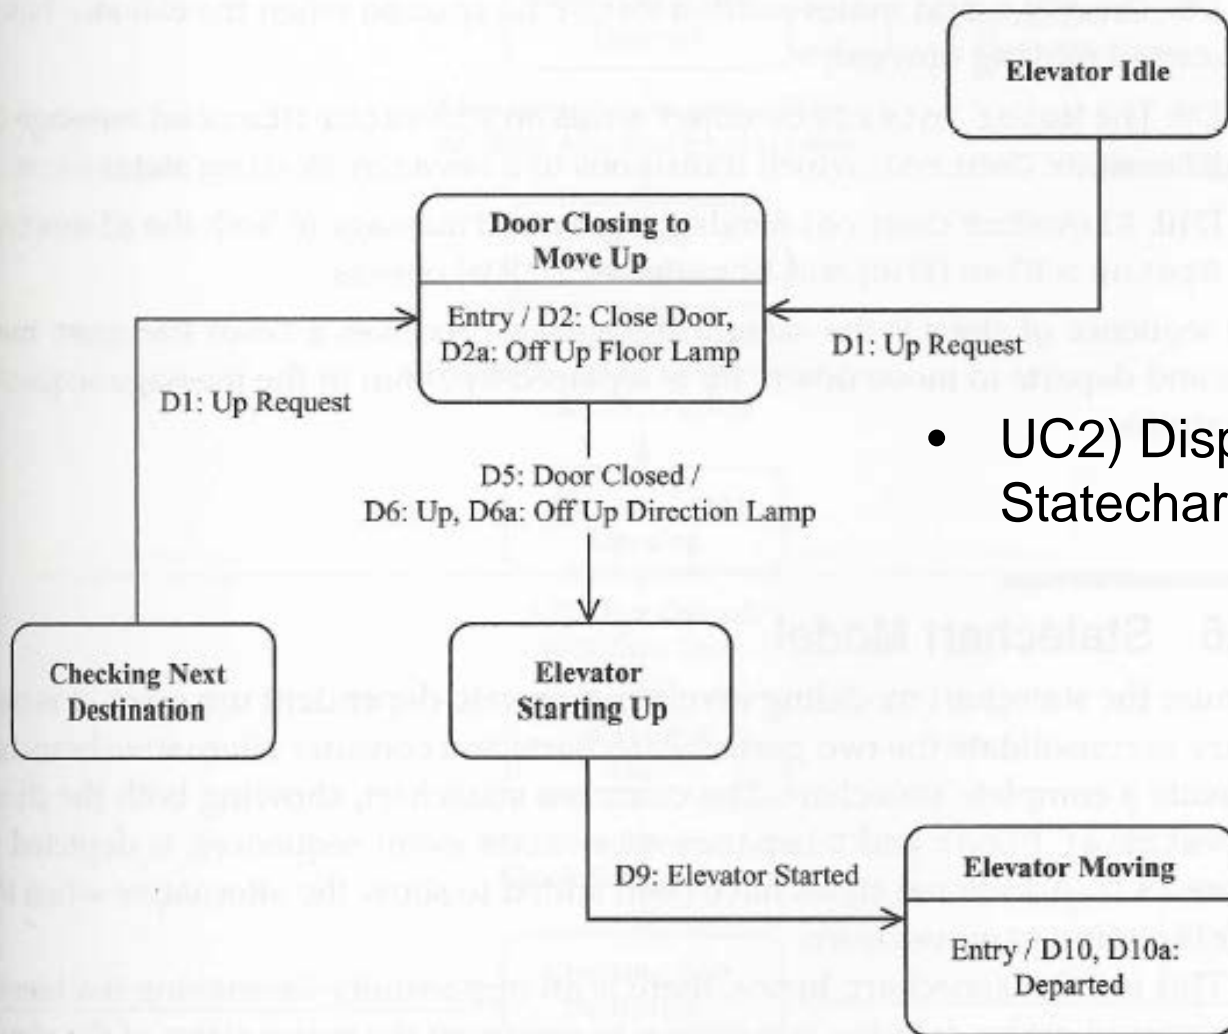 Elevator Idle
Door Closing to
Move Up
Entry / D2: Close Door,
D2a: Off Up Floor Lamp
D1: Up Request
D1: Up Request
• UC2) Disp
Statechar
D5: Door Closed /
D6: Up, D6a: Off Up Direction Lamp
Checking Next
Destination
Elevator
Starting Up
D9: Elevator Started
Elevator Moving
Entry / D10, D10a:
Departed